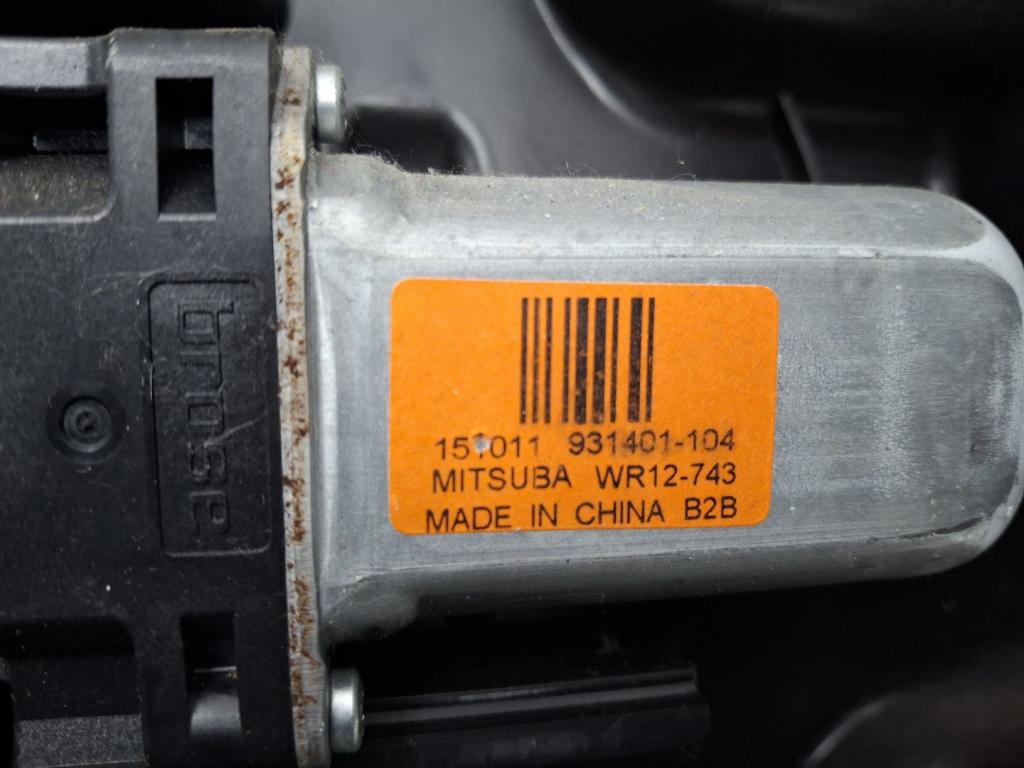 brose
151011 931401-104
MITSUBA WR12-743
MADE IN CHINA B2B